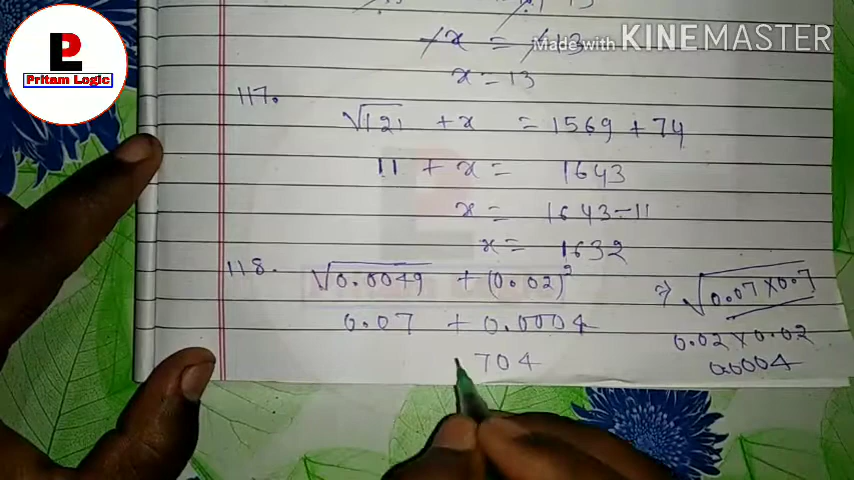 Pritam Logic
Made with KINEMASTER
-x = -13
x = 13
117.
√121 + x = 1569 + 74
11 + x = 1643
x = 1643-11
x = 1632
118. √0.0049 + (0.02)²
⇒ √0.07×0.7
0.07 + 0.0004
0.02×0.02
704
0.0004